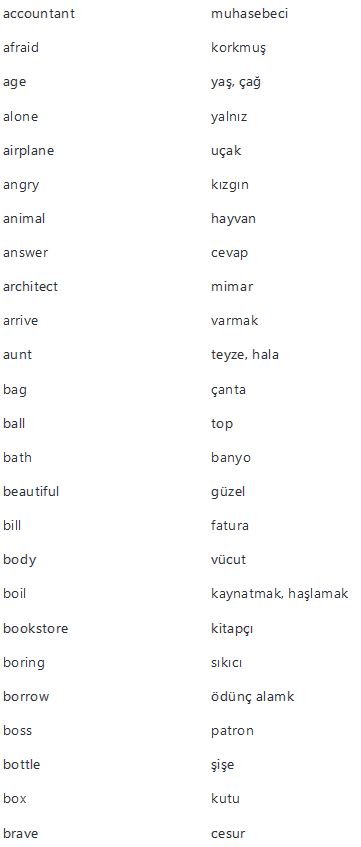 accountant muhasebeci
afraid korkmuş
age yaş, çağ
alone yalnız
airplane uçak
angry kızgın
animal hayvan
answer cevap
architect mimar
arrive varmak
aunt teyze, hala
bag çanta
ball top
bath banyo
beautiful güzel
bill fatura
body vücut
boil kaynatmak, haşlamak
bookstore kitapçı
boring sıkıcı
borrow ödünç alamk
boss patron
bottle şişe
box kutu
brave cesur